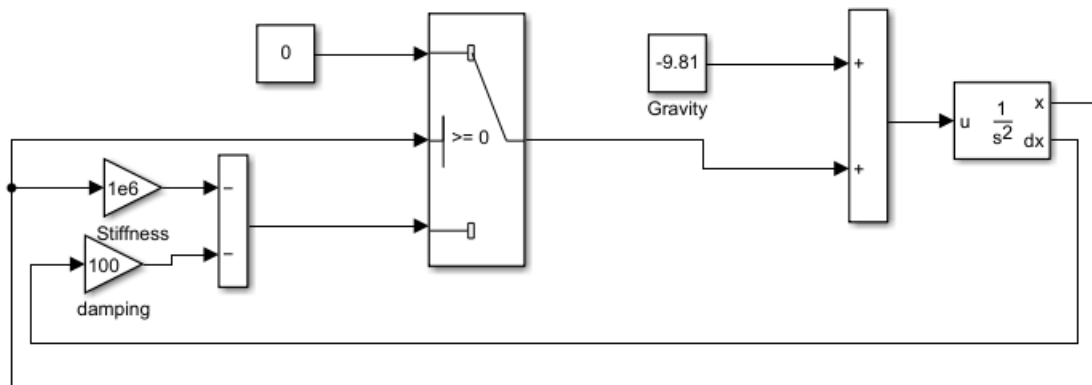 0
>= 0
-9.81
Gravity
+
+
u
1
s²
x
dx
1e6
Stiffness
100
damping
−
−